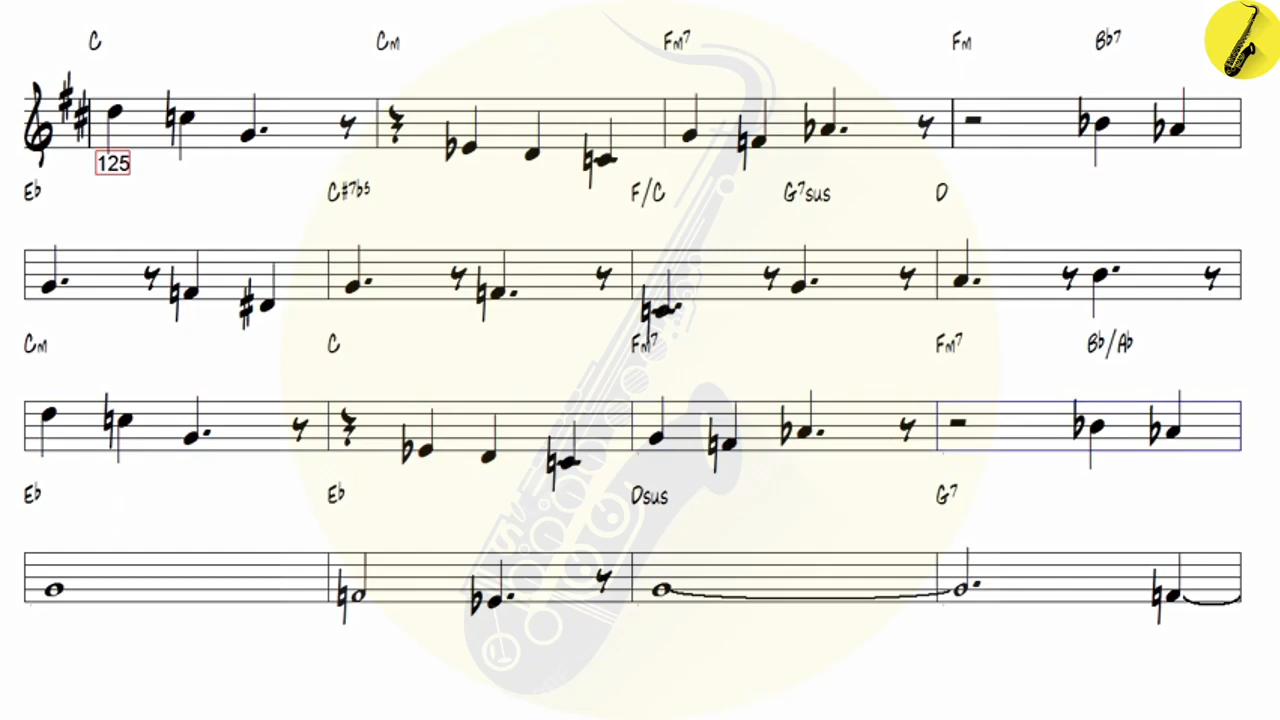 C Cm Fm7 Fm Bb7
125
Eb C#7b5 F/C G7sus D
Cm C Fm7 Fm7 Bb/Ab
Eb Eb Dsus G7